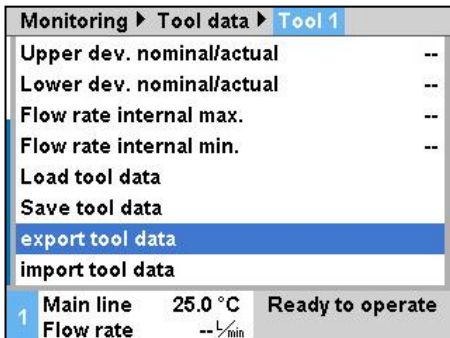 Monitoring ▶ Tool data ▶ Tool 1
Upper dev. nominal/actual --
Lower dev. nominal/actual --
Flow rate internal max. --
Flow rate internal min. --
Load tool data
Save tool data
export tool data
import tool data
1 Main line 25.0 °C Ready to operate
Flow rate -- L/min